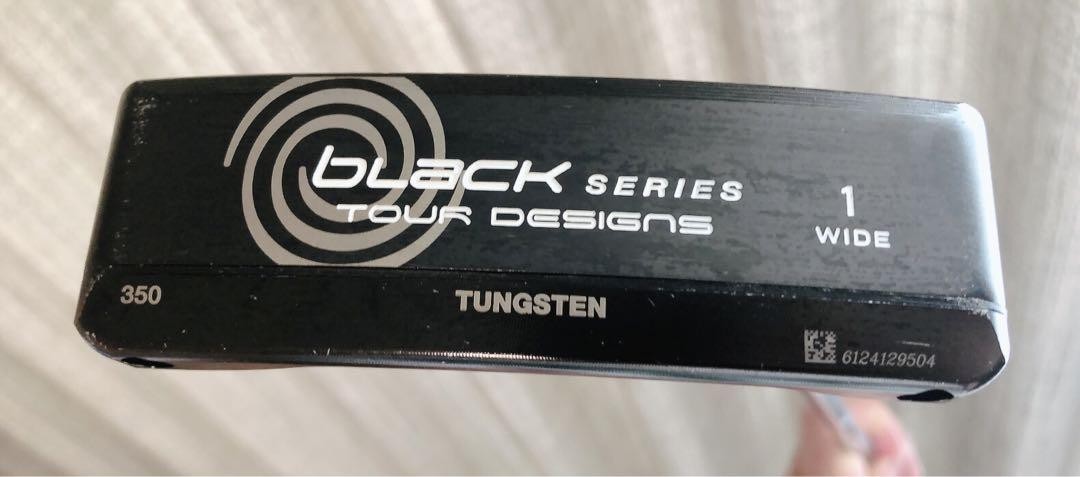 black SERIES
TOUR DESIGNS
1
WIDE
350
TUNGSTEN
6124129504